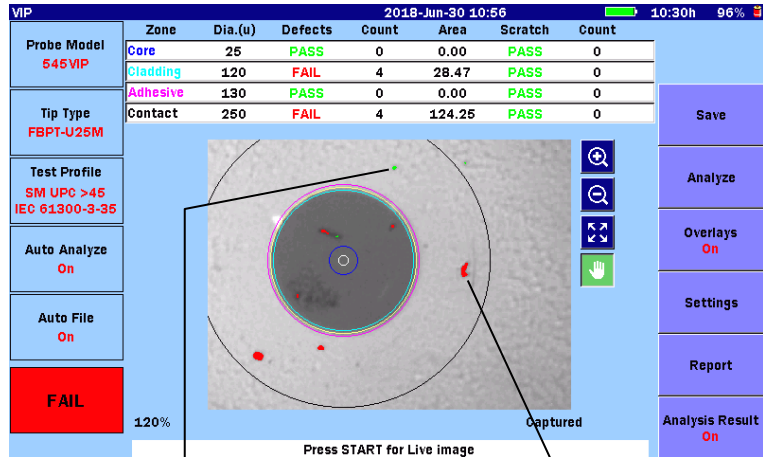 VIP 2018-Jun-30 10:56 10:30h 96%
Probe Model
545VIP
Tip Type
FBPT-U25M
Test Profile
SM UPC >45
IEC 61300-3-35
Auto Analyze
On
Auto File
On
FAIL
Zone Dia.(u) Defects Count Area Scratch Count
Core 25 PASS 0 0.00 PASS 0
Cladding 120 FAIL 4 28.47 PASS 0
Adhesive 130 PASS 0 0.00 PASS 0
Contact 250 FAIL 4 124.25 PASS 0
120% Captured
Press START for Live image
Save
Analyze
Overlays
On
Settings
Report
Analysis Result
On